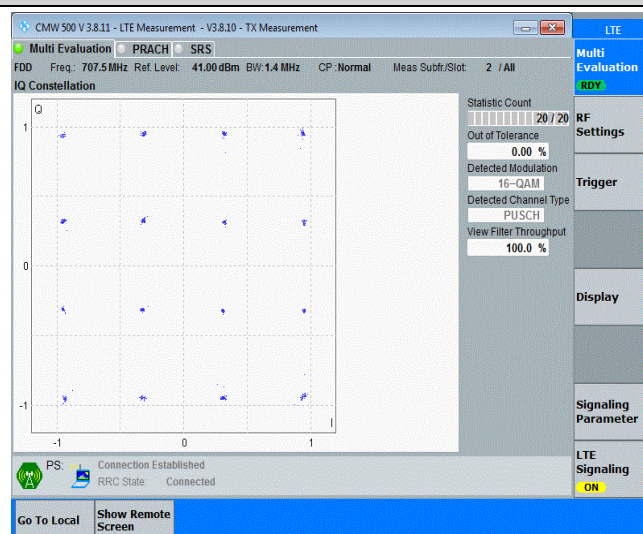 CMW 500 V 3.8.11 - LTE Measurement - V3.8.10 - TX Measurement
LTE
Multi Evaluation PRACH SRS
Multi
Evaluation
RDY
FDD Freq.: 707.5 MHz Ref. Level: 41.00 dBm BW: 1.4 MHz CP : Normal Meas Subfr./Slot: 2 / All
IQ Constellation
Q
1
0
-1
I
-1 0 1
Statistic Count
20 / 20
Out of Tolerance
0.00 %
Detected Modulation
16-QAM
Detected Channel Type
PUSCH
View Filter Throughput
100.0 %
RF
Settings
Trigger
Display
Signaling
Parameter
LTE
Signaling
ON
PS: Connection Established
RRC State: Connected
Go To Local
Show Remote
Screen